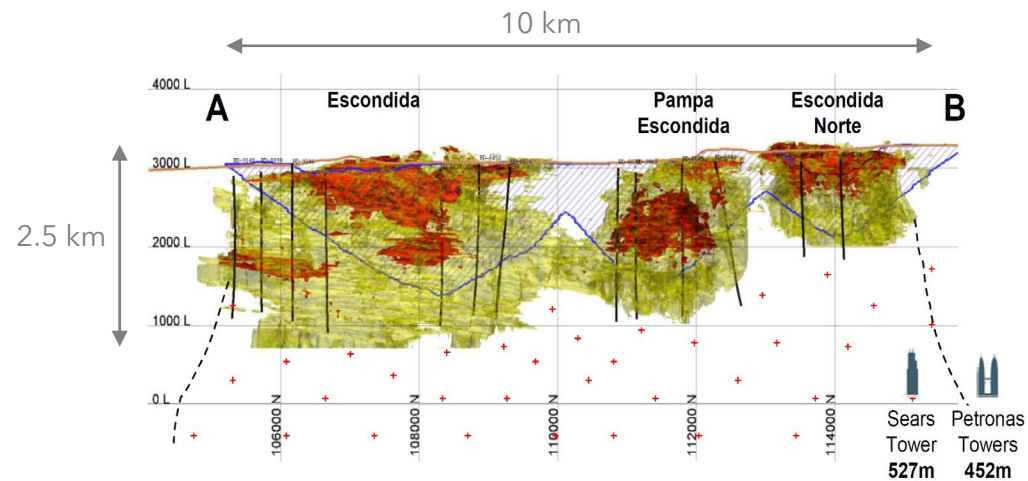 10 km
4000 L
A
Escondida
Pampa
Escondida
Escondida
Norte
B
3000 L
2.5 km
2000 L
1000 L
0 L
106000 N
108000 N
110000 N
112000 N
114000 N
Sears
Tower
527m
Petronas
Towers
452m